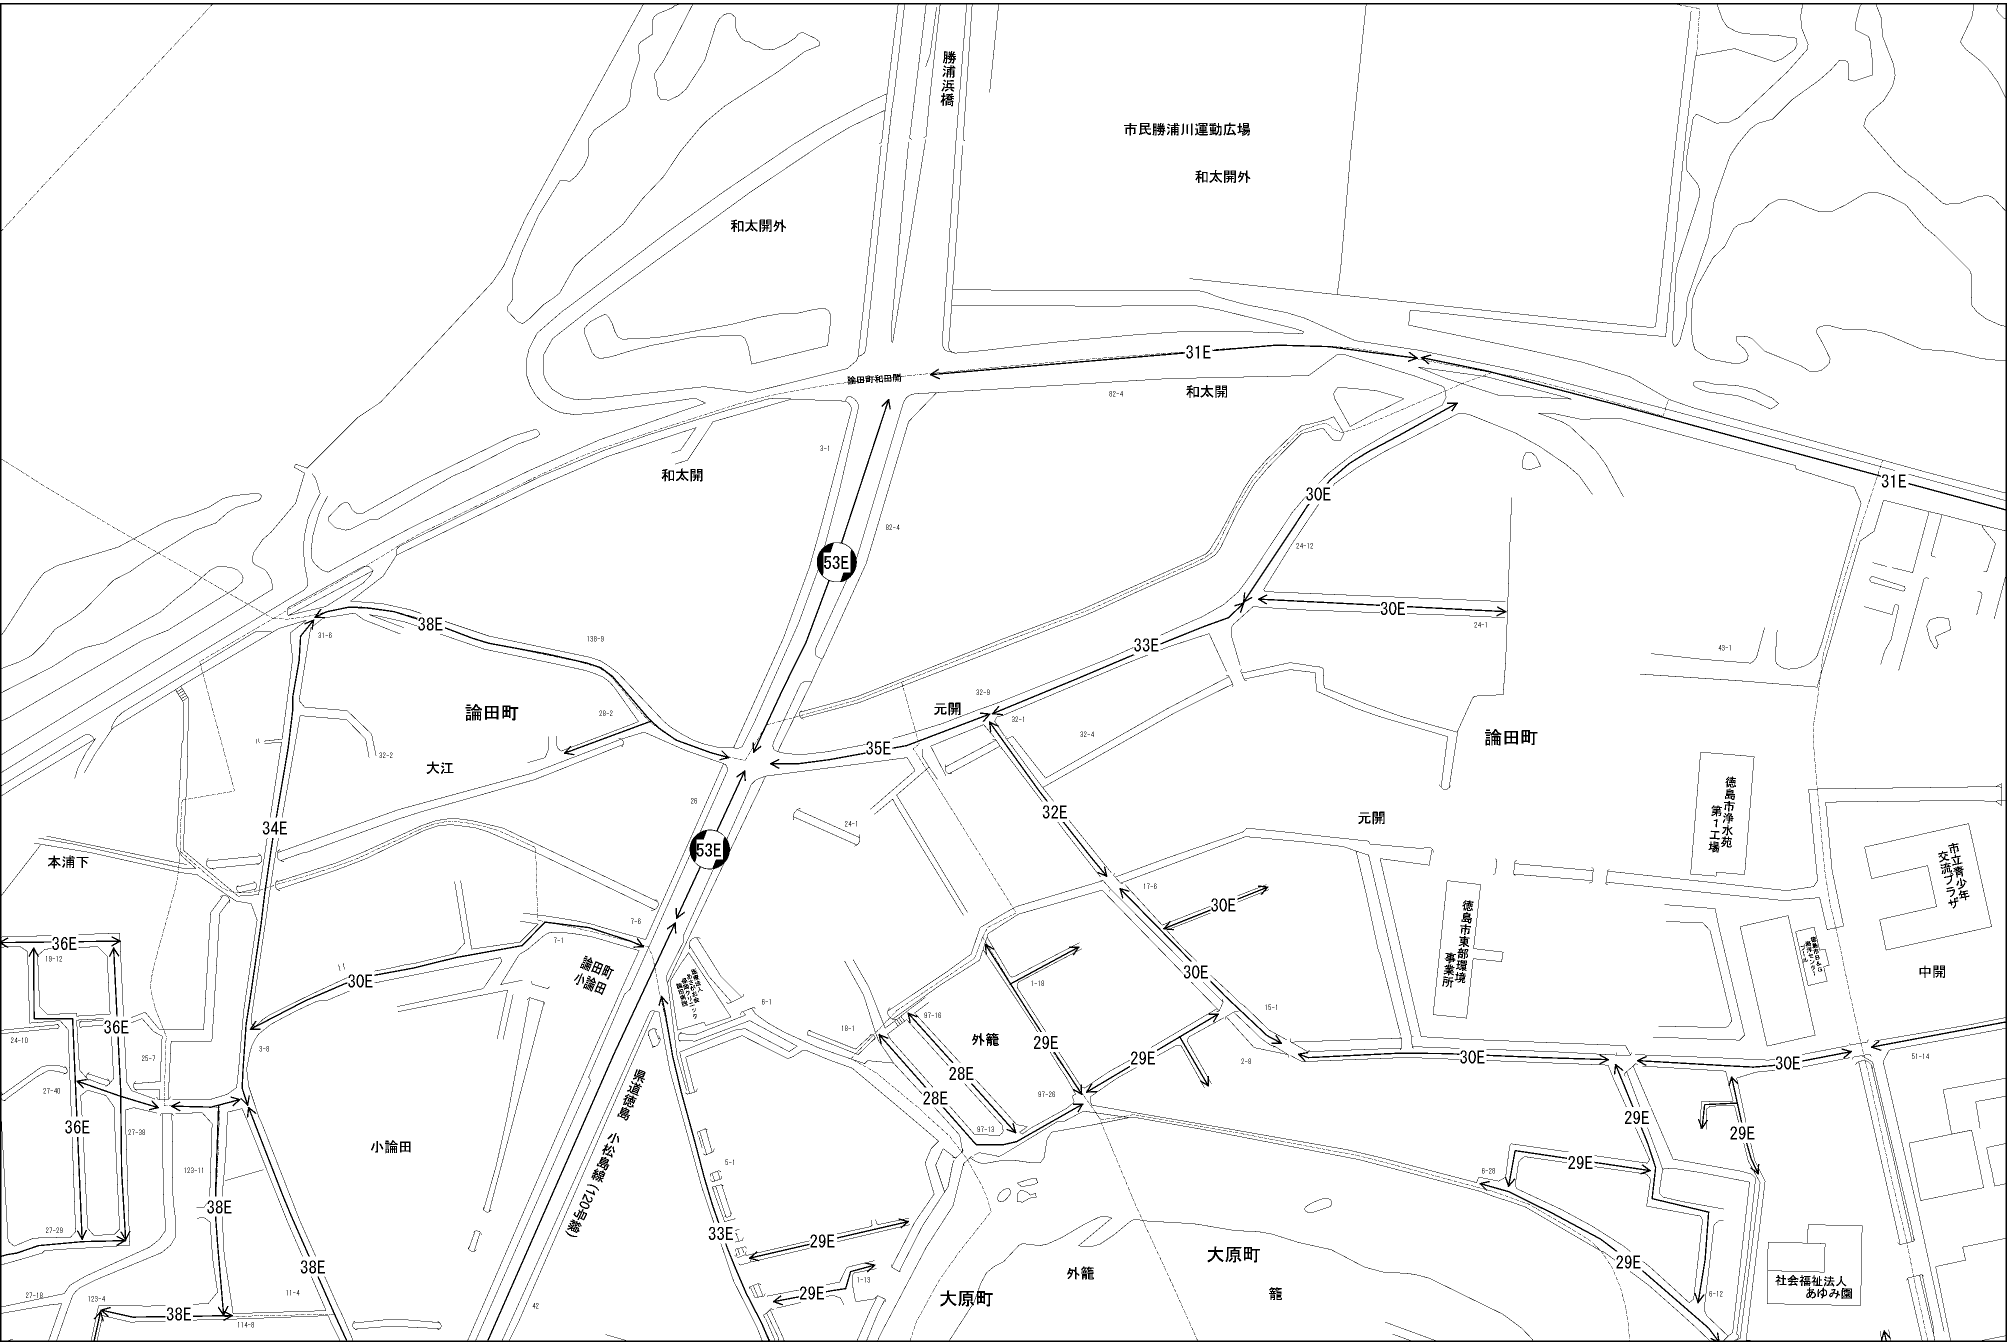 勝浦浜橋
市民勝浦川運動広場
和太開外
和太開外
31E
論田町和田開
82-4
和太開
3-1
和太開
31E
30E
82-4
24-12
53E
30E
24-1
38E
138-9
31-6
33E
43-1
32-9
元開
32-1
28-2
論田町
32-4
論田町
35E
32-2
大江
徳島市浄水苑
第1工場
26
32E
24-1
元開
34E
53E
本浦下
市立青少年
交流プラザ
17-6
30E
徳島市東部環境
事業所
7-6
7-1
36E
19-12
論田町
小論田
11
30E
30E
中開
1-18
6-1
15-1
97-16
18-1
36E
24-10
外籠
29E
3-8
25-7
29E
2-8
30E
30E
51-14
28E
27-40
県道徳島 小松島線(120号線)
28E
97-26
29E
36E
27-38
97-13
29E
小論田
5-1
29E
123-11
6-28
38E
27-29
33E
29E
大原町
29E
38E
外籠
1-13
社会福祉法人
あゆみ園
27-18
11-4
29E
籠
6-12
123-4
大原町
42
38E
114-8